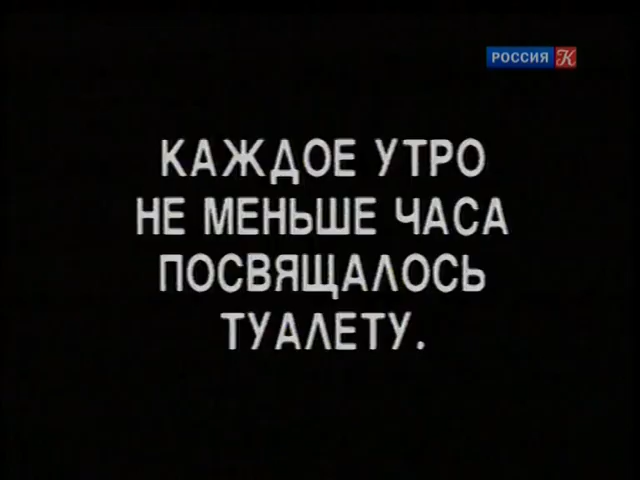 РОССИЯ К
КАЖДОЕ УТРО
НЕ МЕНЬШЕ ЧАСА
ПОСВЯЩАЛОСЬ
ТУАЛЕТУ.